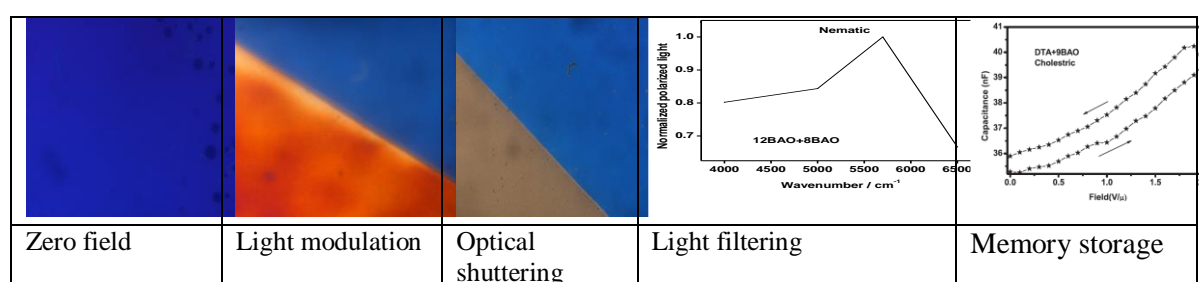 Nematic
1.0
0.9
0.8
0.7
Normalized polarized light
12BAO+8BAO
4000 4500 5000 5500 6000 6500
Wavenumber / cm-1
41
40
39
38
37
36
Capacitance (nF)
DTA+9BAO
Cholestric
0.0 0.5 1.0 1.5
Field(V/µ)
Zero field
Light modulation
Optical
shuttering
Light filtering
Memory storage